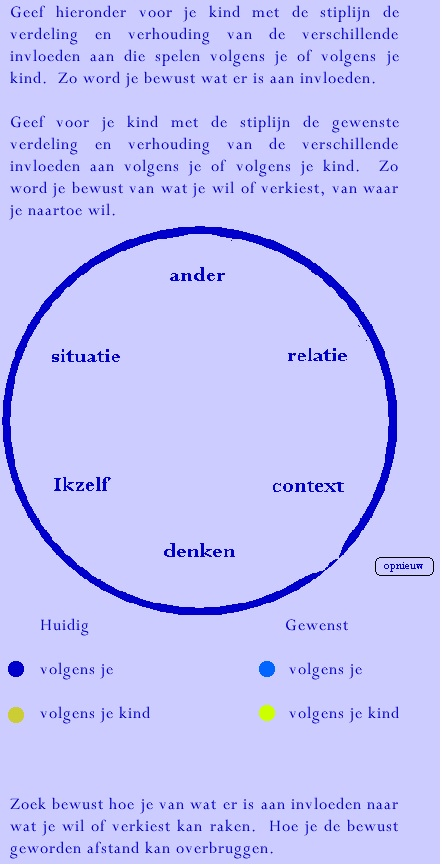 Geef hieronder voor je kind met de stiplijn de
verdeling en verhouding van de verschillende
invloeden aan die spelen volgens je of volgens je
kind. Zo word je bewust wat er is aan invloeden.
Geef voor je kind met de stiplijn de gewenste
verdeling en verhouding van de verschillende
invloeden aan volgens je of volgens je kind. Zo
word je bewust van wat je wil of verkiest, van waar
je naartoe wil.
ander
situatie
relatie
Ikzelf
context
denken
opnieuw
Huidig
Gewenst
volgens je
volgens je
volgens je kind
volgens je kind
Zoek bewust hoe je van wat er is aan invloeden naar
wat je wil of verkiest kan raken. Hoe je de bewust
geworden afstand kan overbruggen.